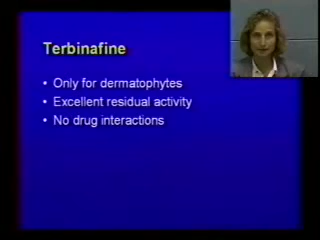 Terbinafine
• Only for dermatophytes
• Excellent residual activity
• No drug interactions